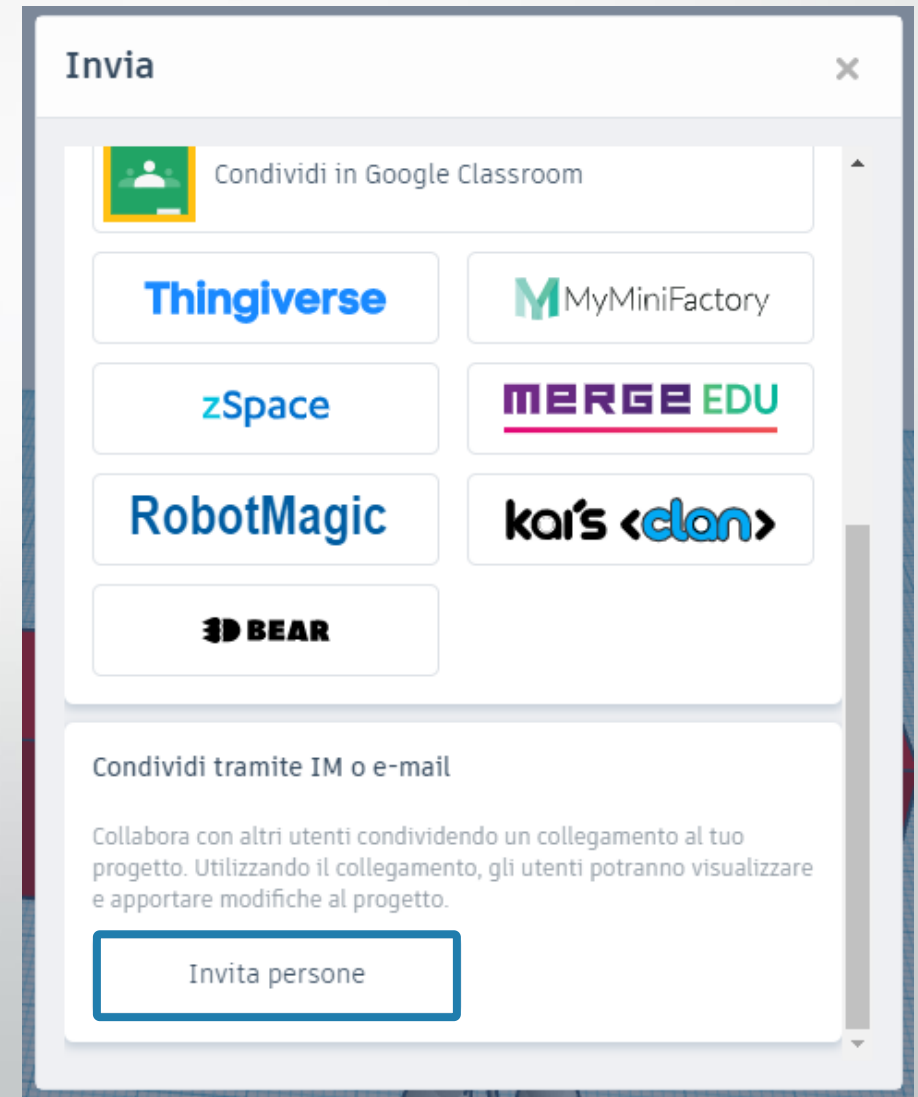 Invia
Condividi in Google Classroom
Thingiverse
MyMiniFactory
zSpace
MERGE EDU
RobotMagic
kai's <clan>
3D BEAR
Condividi tramite IM o e-mail
Collabora con altri utenti condividendo un collegamento al tuo
progetto. Utilizzando il collegamento, gli utenti potranno visualizzare
e apportare modifiche al progetto.
Invita persone